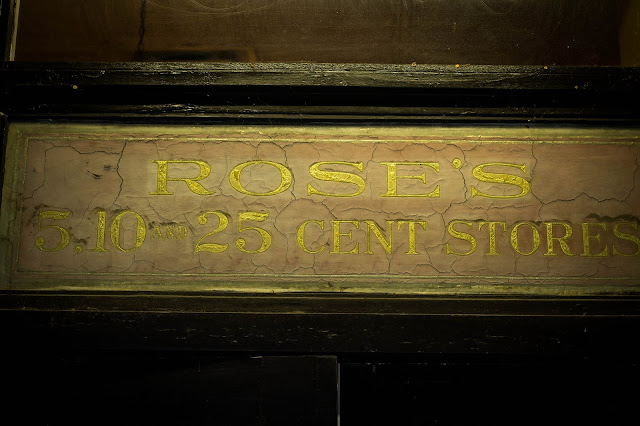 ROSE'S
5, 10 AND 25 CENT STORES